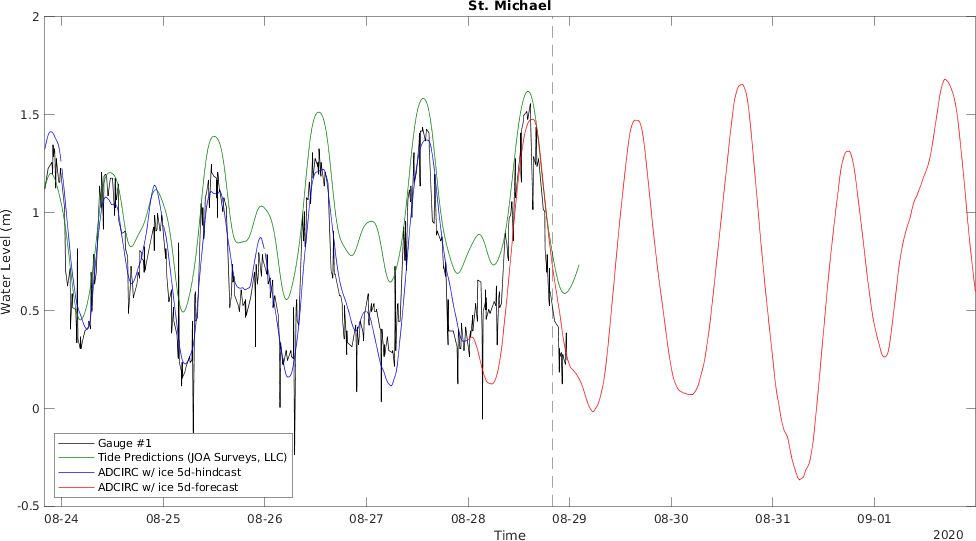 St. Michael
2
1.5
1
0.5
0
-0.5
Water Level (m)
Gauge #1
Tide Predictions (JOA Surveys, LLC)
ADCIRC w/ ice 5d-hindcast
ADCIRC w/ ice 5d-forecast
08-24 08-25 08-26 08-27 08-28 08-29 08-30 08-31 09-01
Time
2020